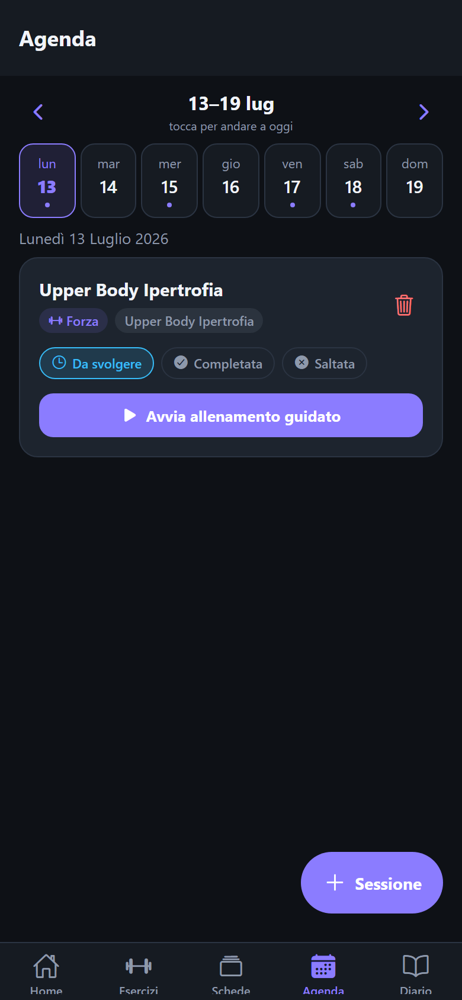 Agenda
13–19 lug
tocca per andare a oggi
lun mar mer gio ven sab dom
13 14 15 16 17 18 19
Lunedì 13 Luglio 2026
Upper Body Ipertrofia
Forza Upper Body Ipertrofia
Da svolgere Completata Saltata
Avvia allenamento guidato
Sessione
Home Esercizi Schede Agenda Diario